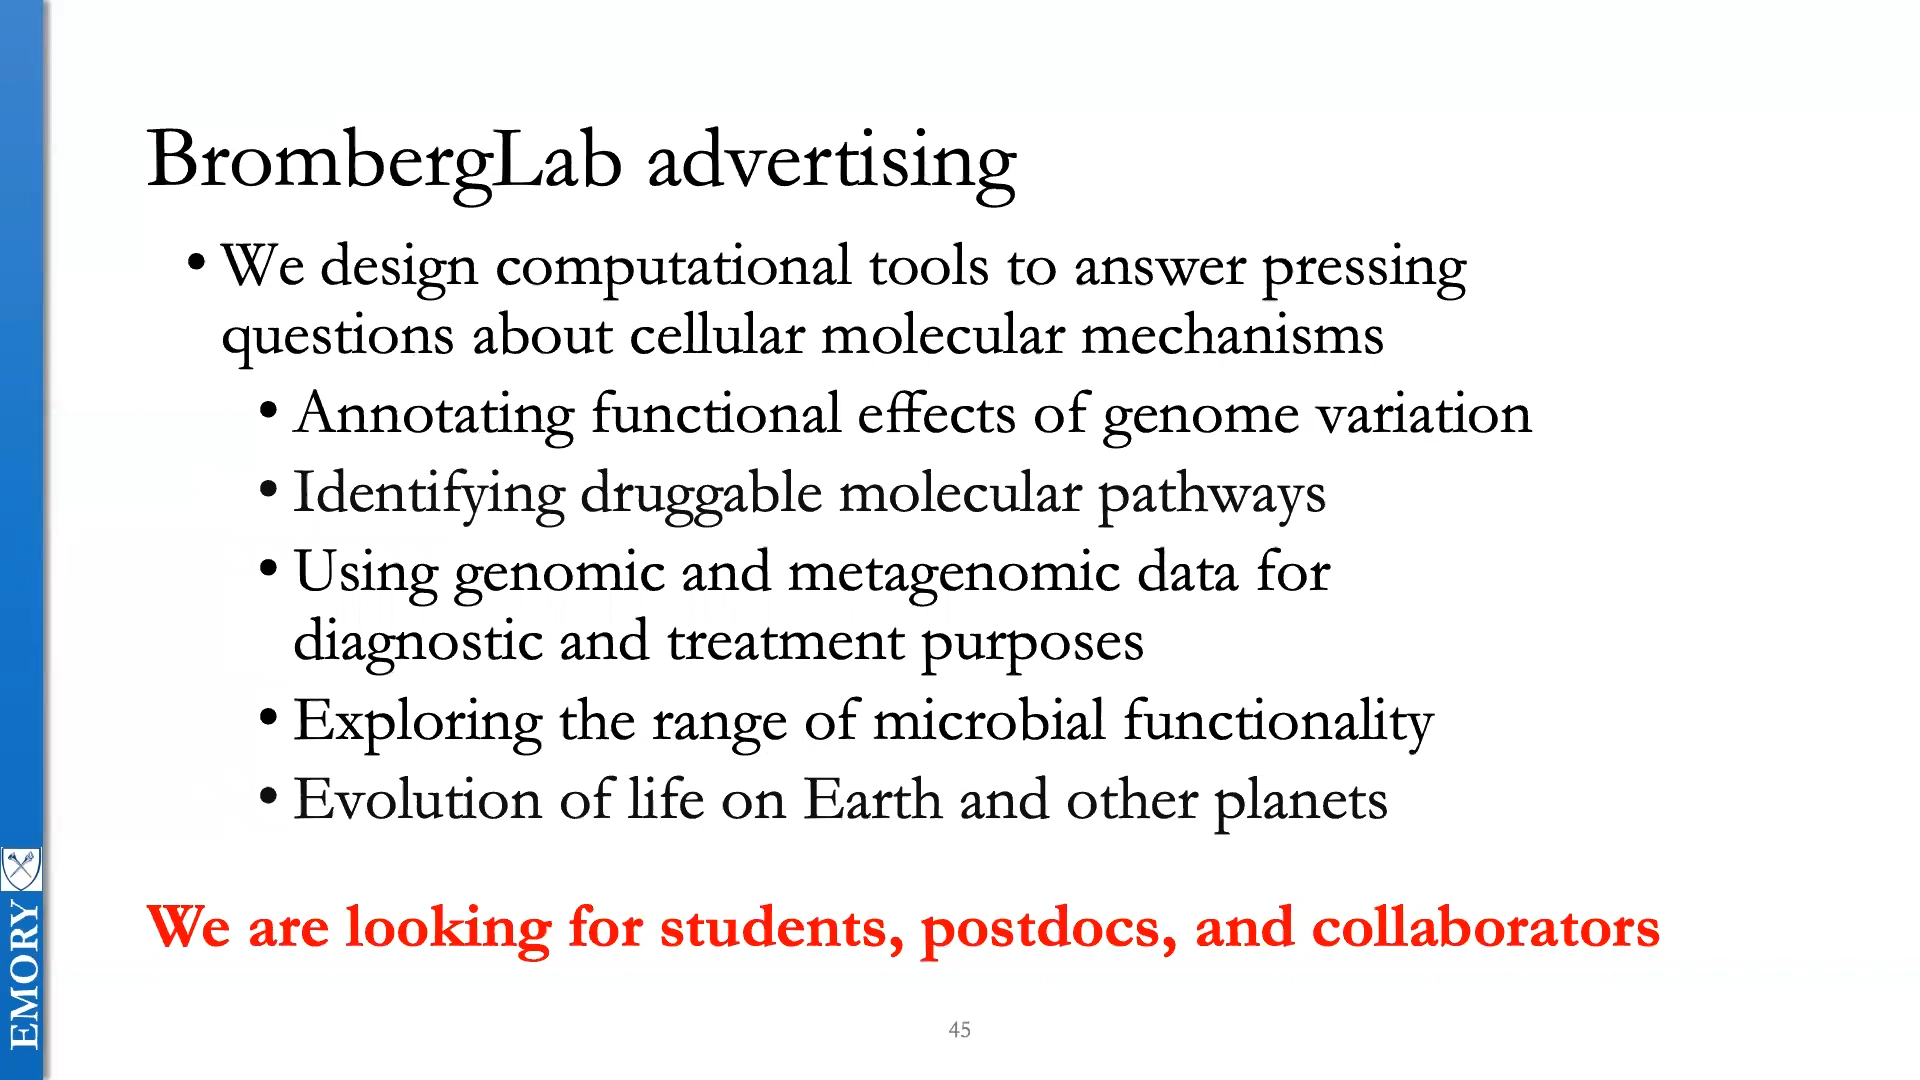 BrombergLab advertising
• We design computational tools to answer pressing
questions about cellular molecular mechanisms
• Annotating functional effects of genome variation
• Identifying druggable molecular pathways
• Using genomic and metagenomic data for
diagnostic and treatment purposes
• Exploring the range of microbial functionality
• Evolution of life on Earth and other planets
We are looking for students, postdocs, and collaborators
EMORY
45